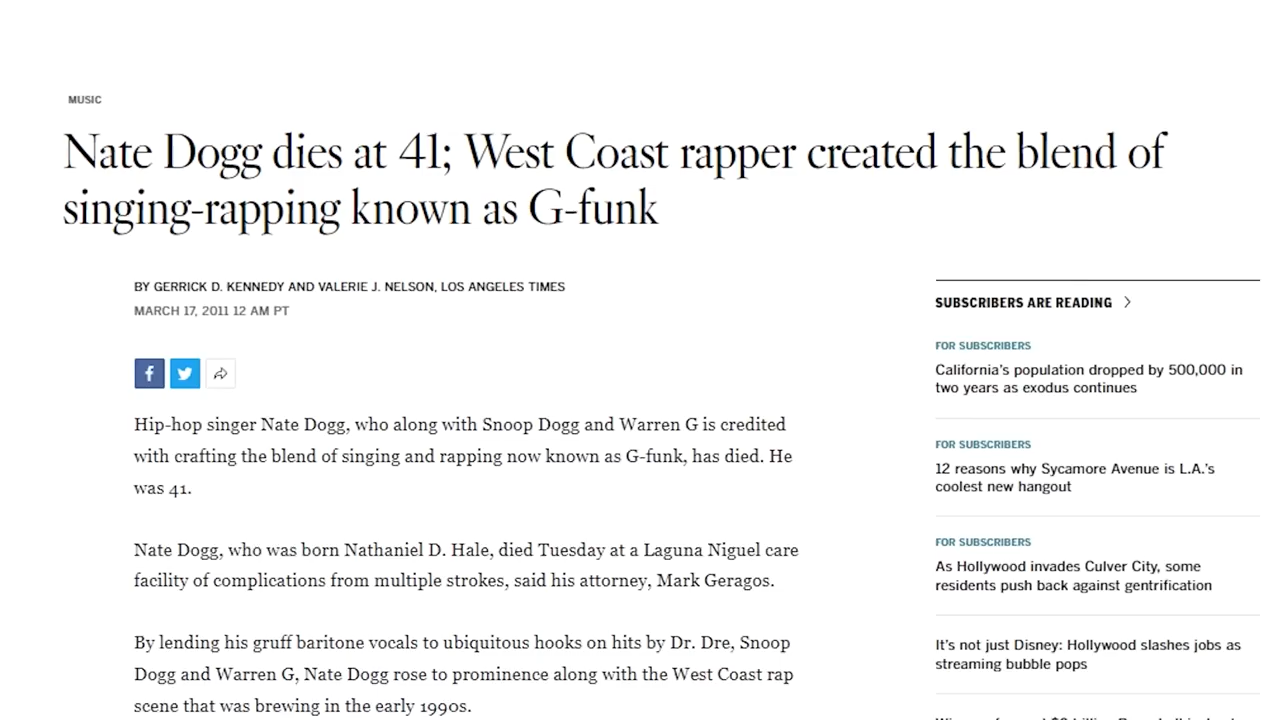 MUSIC
Nate Dogg dies at 41; West Coast rapper created the blend of
singing-rapping known as G-funk
BY GERRICK D. KENNEDY AND VALERIE J. NELSON, LOS ANGELES TIMES
MARCH 17, 2011 12 AM PT
Hip-hop singer Nate Dogg, who along with Snoop Dogg and Warren G is credited
with crafting the blend of singing and rapping now known as G-funk, has died. He
was 41.
Nate Dogg, who was born Nathaniel D. Hale, died Tuesday at a Laguna Niguel care
facility of complications from multiple strokes, said his attorney, Mark Geragos.
By lending his gruff baritone vocals to ubiquitous hooks on hits by Dr. Dre, Snoop
Dogg and Warren G, Nate Dogg rose to prominence along with the West Coast rap
scene that was brewing in the early 1990s.
SUBSCRIBERS ARE READING
FOR SUBSCRIBERS
California's population dropped by 500,000 in
two years as exodus continues
FOR SUBSCRIBERS
12 reasons why Sycamore Avenue is L.A.'s
coolest new hangout
FOR SUBSCRIBERS
As Hollywood invades Culver City, some
residents push back against gentrification
It's not just Disney: Hollywood slashes jobs as
streaming bubble pops